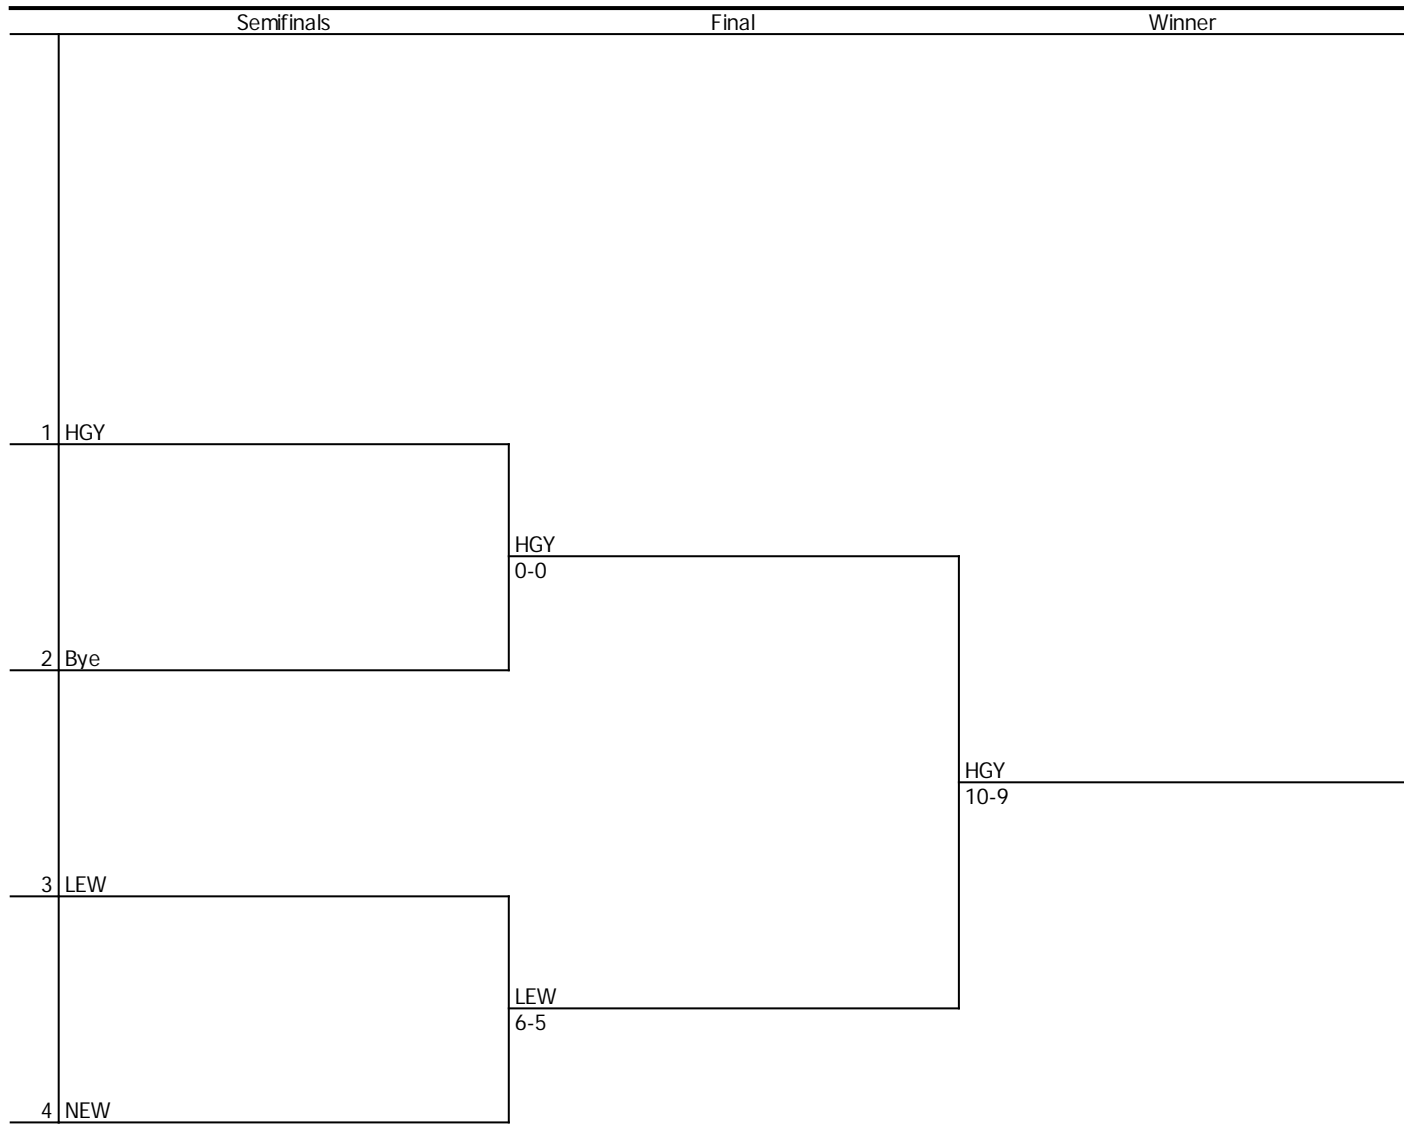 Semifinals Final Winner
1 HGY
HGY
0-0
2 Bye
HGY
10-9
3 LEW
LEW
6-5
4 NEW